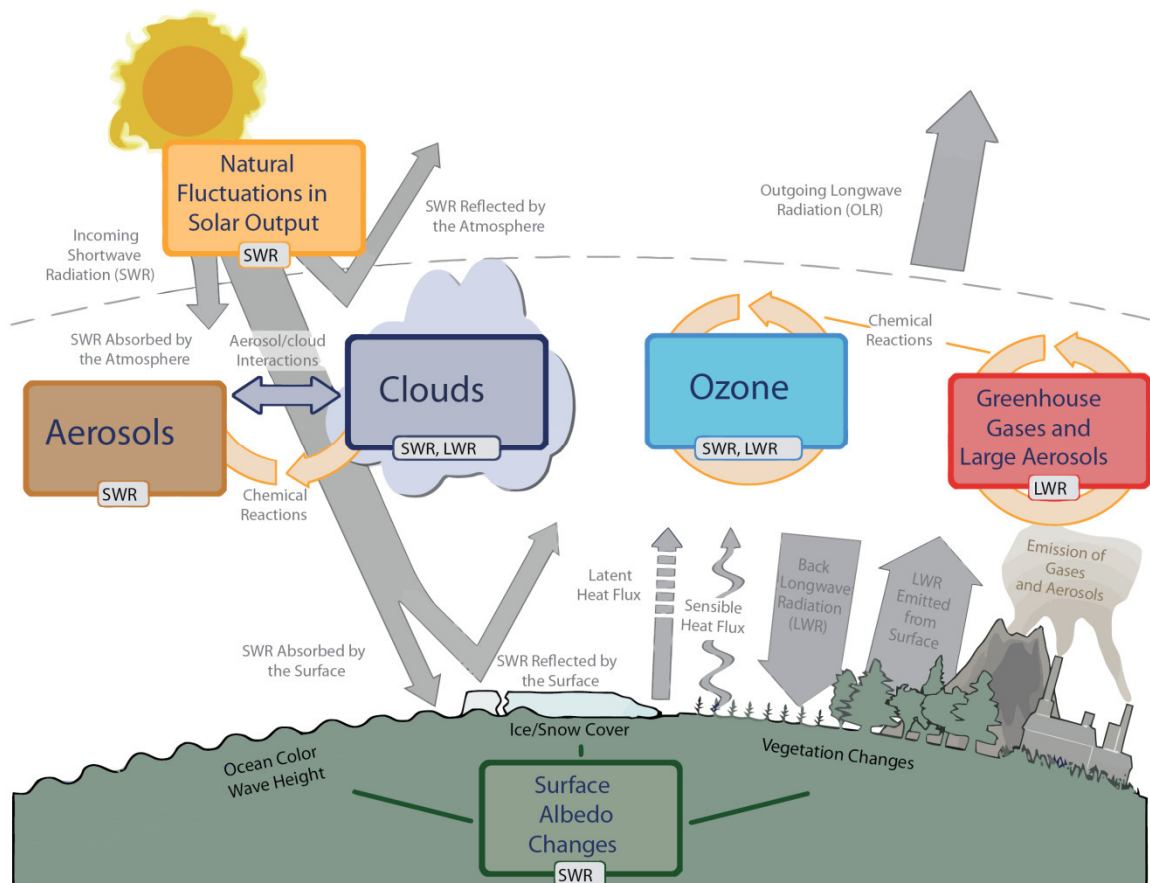 Natural
Fluctuations in
Solar Output
SWR
Incoming
Shortwave
Radiation (SWR)
SWR Reflected by
the Atmosphere
Outgoing Longwave
Radiation (OLR)
SWR Absorbed by
the Atmosphere
Aerosol/cloud
Interactions
Chemical
Reactions
Aerosols
SWR
Clouds
SWR, LWR
Ozone
SWR, LWR
Greenhouse
Gases and
Large Aerosols
LWR
Chemical
Reactions
Emission of
Gases
and Aerosols
Latent
Heat Flux
Sensible
Heat Flux
Back
Longwave
Radiation
(LWR)
LWR
Emitted
from
Surface
SWR Absorbed by
the Surface
SWR Reflected by
the Surface
Ice/Snow Cover
Ocean Color
Wave Height
Vegetation Changes
Surface
Albedo
Changes
SWR